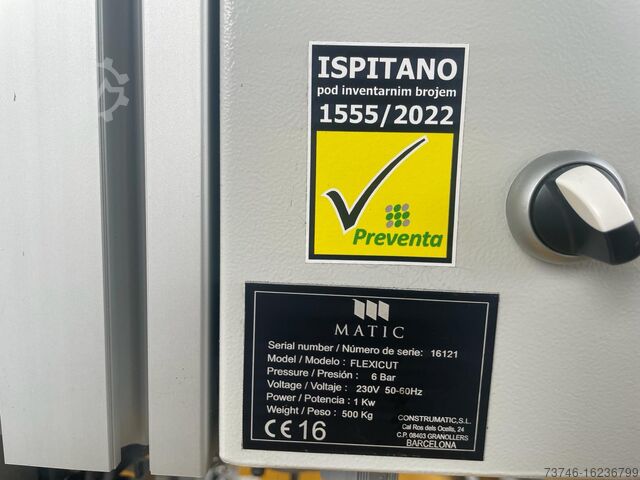 ISPITANO
pod inventarnim brojem
1555/2022
Preventa
MATIC
Serial number / Número de serie: 16121
Model / Modelo : FLEXICUT
Pressure / Presión : 6 Bar
Voltage / Voltaje : 230V 50-60Hz
Power / Potencia : 1 Kw
Weight / Peso : 500 Kg
CE 16
CONSTRUMATIC, S.L.
Cal Ros dels Ocells, 24
C.P. 08403 GRANOLLERS
BARCELONA
73746-16236799